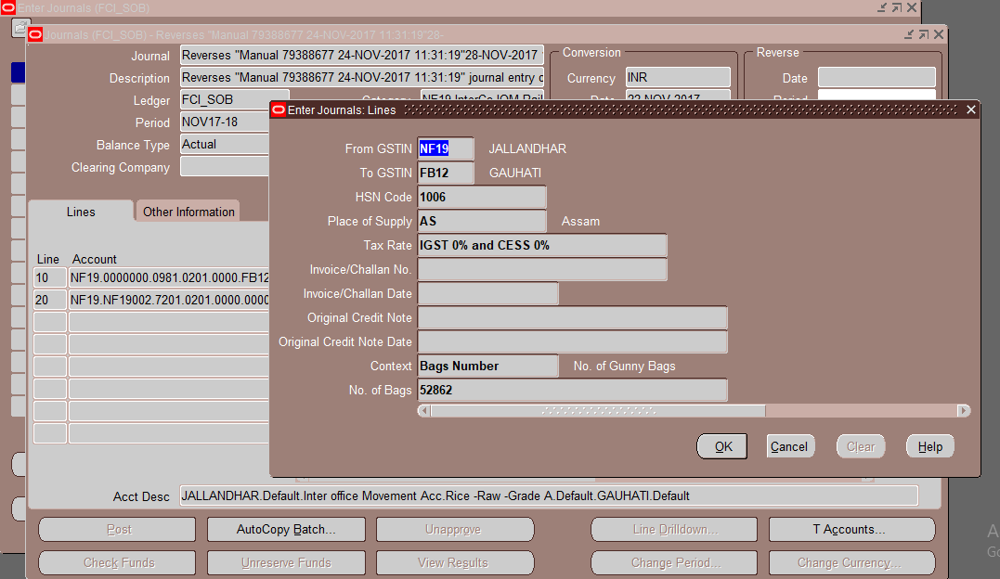 Enter Journals (FCI_SOB)
Journals (FCI_SOB) - Reverses "Manual 79388677 24-NOV-2017 11:31:19"28-
Journal Reverses "Manual 79388677 24-NOV-2017 11:31:19"28-NOV-2017
Description Reverses "Manual 79388677 24-NOV-2017 11:31:19" journal entry o
Ledger FCI_SOB Category NF19 InterCo IOM Rail
Period NOV17-18
Balance Type Actual
Clearing Company
Conversion
Currency INR
Date 22-NOV-2017
Reverse
Date
Period
Lines Other Information
Line Account
10 NF19.0000000.0981.0201.0000.FB12
20 NF19.NF19002.7201.0201.0000.0000
Enter Journals: Lines
From GSTIN NF19 JALLANDHAR
To GSTIN FB12 GAUHATI
HSN Code 1006
Place of Supply AS Assam
Tax Rate IGST 0% and CESS 0%
Invoice/Challan No.
Invoice/Challan Date
Original Credit Note
Original Credit Note Date
Context Bags Number No. of Gunny Bags
No. of Bags 52862
OK Cancel Clear Help
Acct Desc JALLANDHAR.Default.Inter office Movement Acc.Rice -Raw -Grade A.Default.GAUHATI.Default
Post AutoCopy Batch... Unapprove Line Drilldown... T Accounts...
Check Funds Unreserve Funds View Results Change Period... Change Currency...